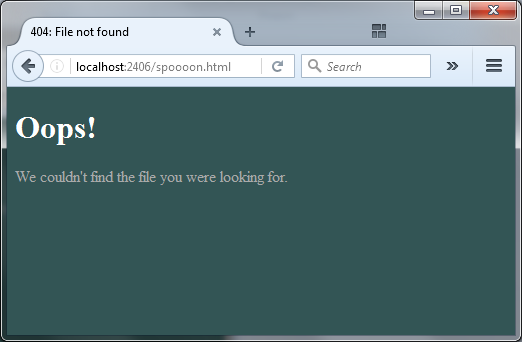 404: File not found
localhost:2406/spoooon.html
Search
Oops!
We couldn't find the file you were looking for.